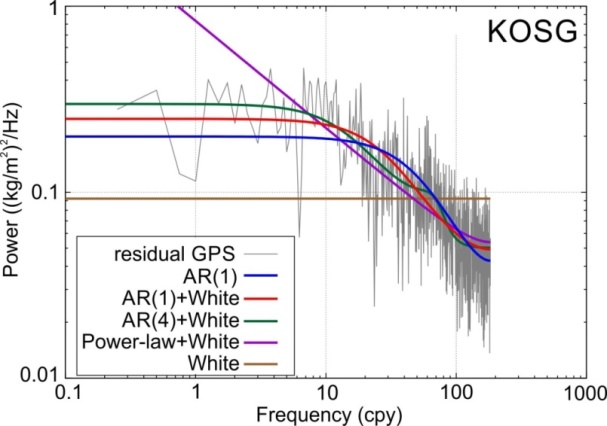 KOSG
Power ((kg/m²)²/Hz)
1
0.1
0.01
residual GPS
AR(1)
AR(1)+White
AR(4)+White
Power-law+White
White
0.1 1 10 100 1000
Frequency (cpy)